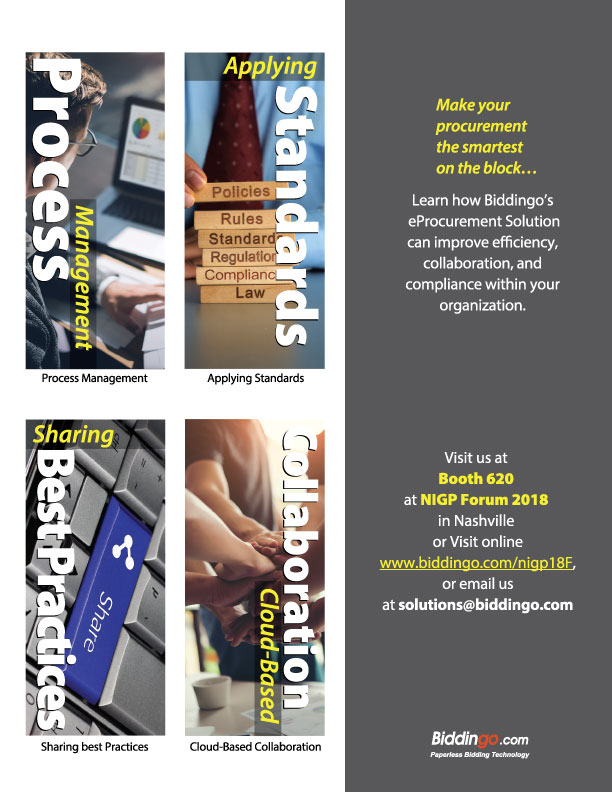 Process
Management
Process Management
Applying
Standards
Policies
Rules
Standard
Regulation
Complianc
Law
Applying Standards
Sharing
Best Practices
Share
Sharing best Practices
Collaboration
Cloud-Based
Cloud-Based Collaboration
Make your
procurement
the smartest
on the block…
Learn how Biddingo’s
eProcurement Solution
can improve efficiency,
collaboration, and
compliance within your
organization.
Visit us at
Booth 620
at NIGP Forum 2018
in Nashville
or Visit online
www.biddingo.com/nigp18F,
or email us
at solutions@biddingo.com
Biddingo.com
Paperless Bidding Technology